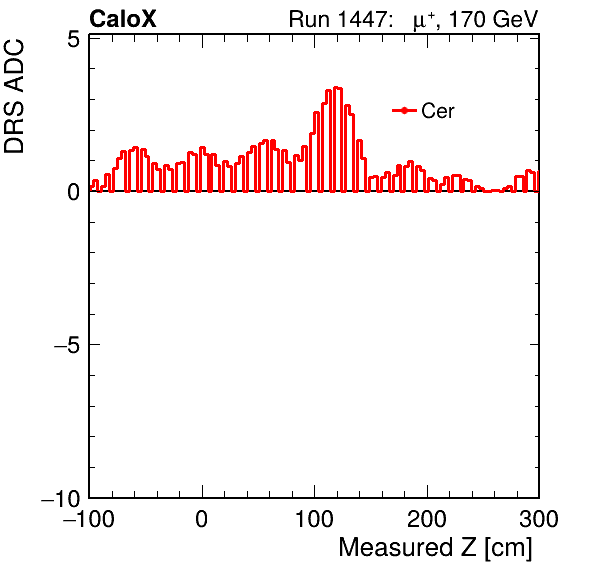 CaloX Run 1447: μ⁺, 170 GeV
DRS ADC
Cer
5
0
−5
−10
−100 0 100 200 300
Measured Z [cm]